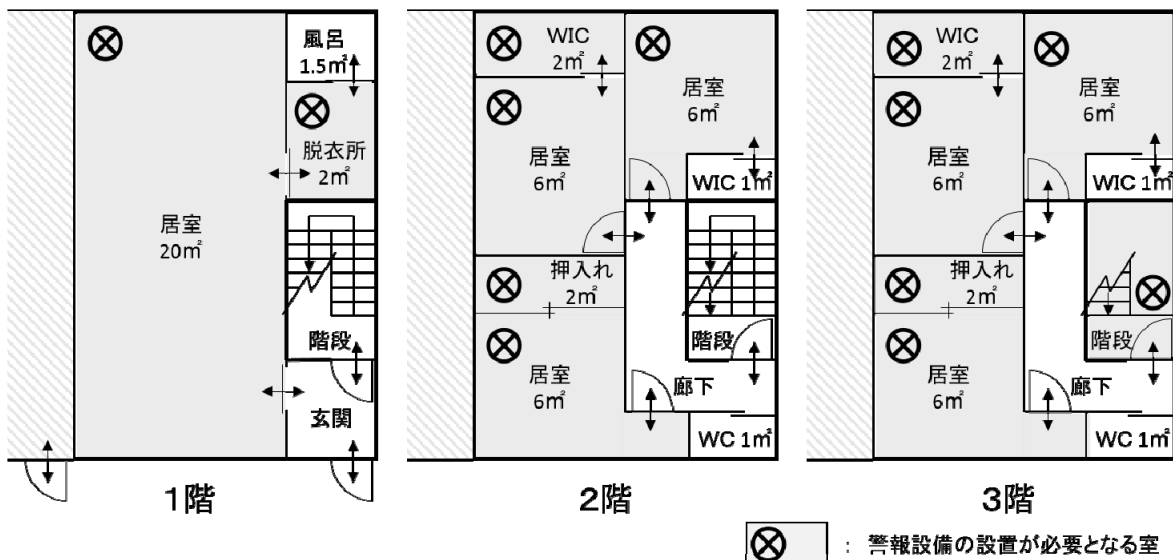 風呂
1.5㎡
脱衣所
2㎡
居室
20㎡
階段
玄関
1階
WIC
2㎡
居室
6㎡
居室
6㎡
WIC 1㎡
押入れ
2㎡
階段
居室
6㎡
廊下
WC 1㎡
2階
WIC
2㎡
居室
6㎡
居室
6㎡
WIC 1㎡
押入れ
2㎡
階段
居室
6㎡
廊下
WC 1㎡
3階
： 警報設備の設置が必要となる室